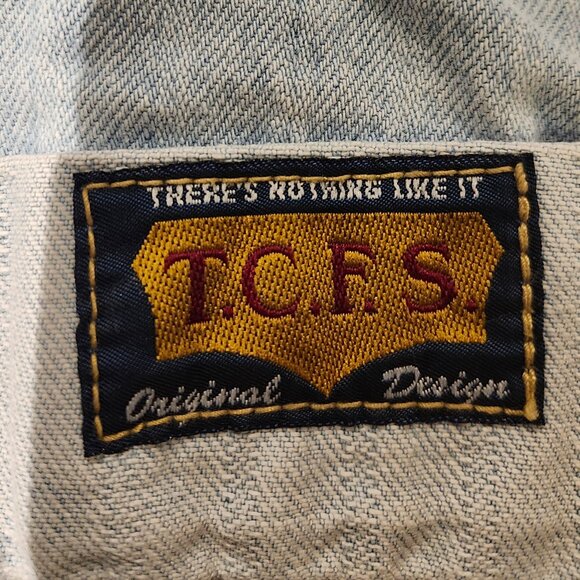 THERE'S NOTHING LIKE IT
T.C.F.S.
Original Design